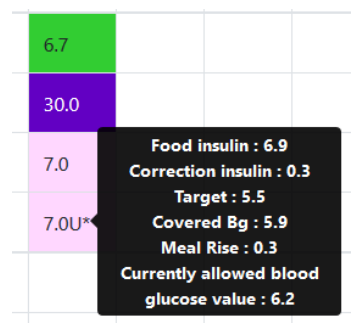 6.7
30.0
7.0
7.0U*
Food insulin : 6.9
Correction insulin : 0.3
Target : 5.5
Covered Bg : 5.9
Meal Rise : 0.3
Currently allowed blood
glucose value : 6.2